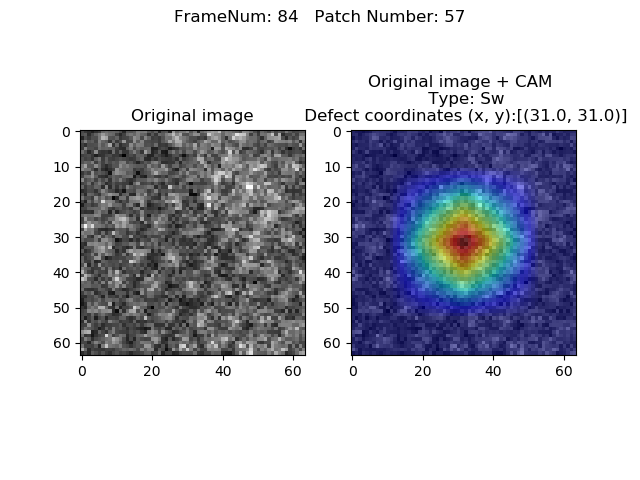 FrameNum: 84   Patch Number: 57
Original image
0
10
20
30
40
50
60
0 20 40 60
Original image + CAM
Type: Sw
Defect coordinates (x, y):[(31.0, 31.0)]
0
10
20
30
40
50
60
0 20 40 60